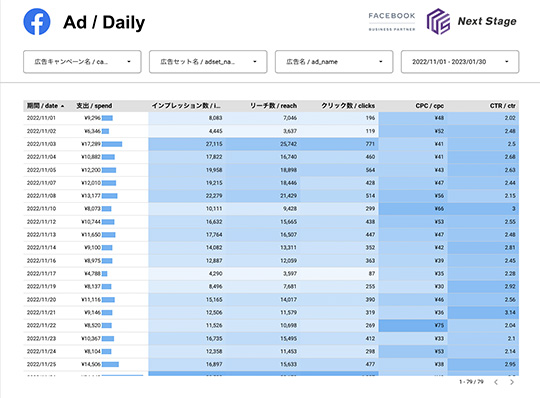 Ad / Daily
FACEBOOK
BUSINESS PARTNER
Next Stage
広告キャンペーン名 / ca...
広告セット名 / adset_na...
広告名 / ad_name
2022/11/01 - 2023/01/30
期間 / date 支出 / spend インプレッション数 / i... リーチ数 / reach クリック数 / clicks CPC / cpc CTR / ctr
2022/11/01 ¥9,296 8,083 7,046 196 ¥48 2.02
2022/11/02 ¥6,346 4,445 3,637 119 ¥52 2.48
2022/11/03 ¥17,289 27,115 25,742 771 ¥41 2.5
2022/11/04 ¥10,882 17,822 16,740 460 ¥41 2.68
2022/11/05 ¥12,200 19,958 18,898 564 ¥43 2.63
2022/11/07 ¥12,010 19,215 18,446 428 ¥47 2.44
2022/11/08 ¥13,177 22,279 21,429 514 ¥56 2.15
2022/11/10 ¥8,073 10,111 9,428 299 ¥66 3
2022/11/12 ¥10,744 16,632 15,665 438 ¥53 2.55
2022/11/13 ¥11,650 17,764 16,507 447 ¥47 2.48
2022/11/14 ¥9,100 14,082 13,311 352 ¥42 2.81
2022/11/16 ¥8,975 12,887 12,059 363 ¥39 2.45
2022/11/17 ¥4,788 4,290 3,597 87 ¥35 2.28
2022/11/19 ¥8,137 8,496 7,681 255 ¥30 2.92
2022/11/20 ¥11,116 15,165 14,017 390 ¥46 2.56
2022/11/21 ¥9,146 12,506 11,579 319 ¥36 3.14
2022/11/22 ¥8,520 11,526 10,698 269 ¥75 2.04
2022/11/23 ¥10,367 16,735 15,495 412 ¥33 2.1
2022/11/24 ¥8,104 12,358 11,453 298 ¥53 2.14
2022/11/25 ¥14,506 16,897 15,633 477 ¥38 2.95
1 - 79 / 79